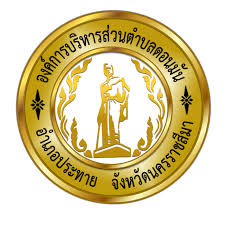 องค์การบริหารส่วนตำบลดอนมัน
อำเภอประทาย จังหวัดนครราชสีมา